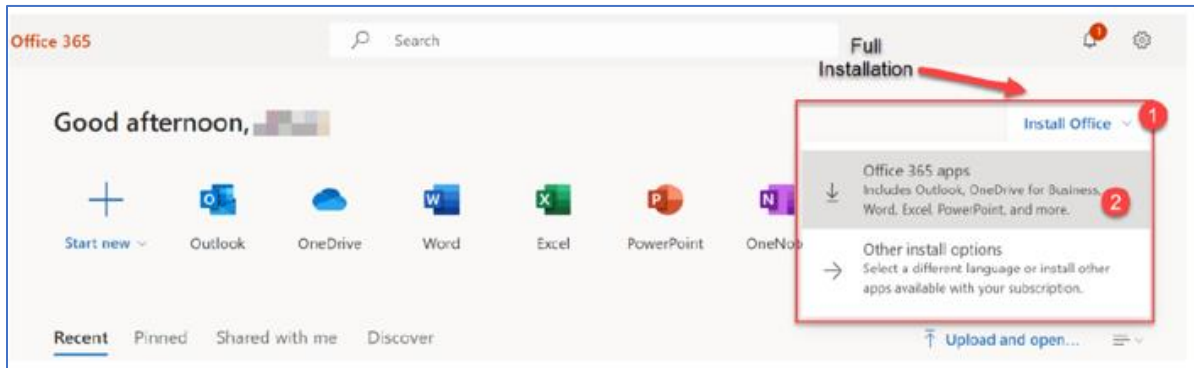 Office 365
Search
1
Full
Installation
Good afternoon,
Install Office
1
Office 365 apps
Includes Outlook, OneDrive for Business,
Word, Excel, PowerPoint, and more.
2
Other install options
Select a different language or install other
apps available with your subscription.
Start new
Outlook
OneDrive
Word
Excel
PowerPoint
OneNo
Recent Pinned Shared with me Discover
Upload and open...